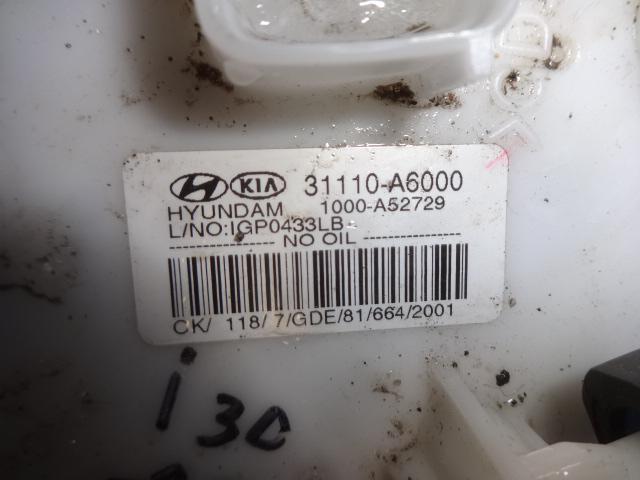 HYUNDAI KIA 31110-A6000
HYUNDAM 1000-A52729
L/NO:IGP0433LB
NO OIL
CK/ 118/ 7/GDE/81/664/2001
i30